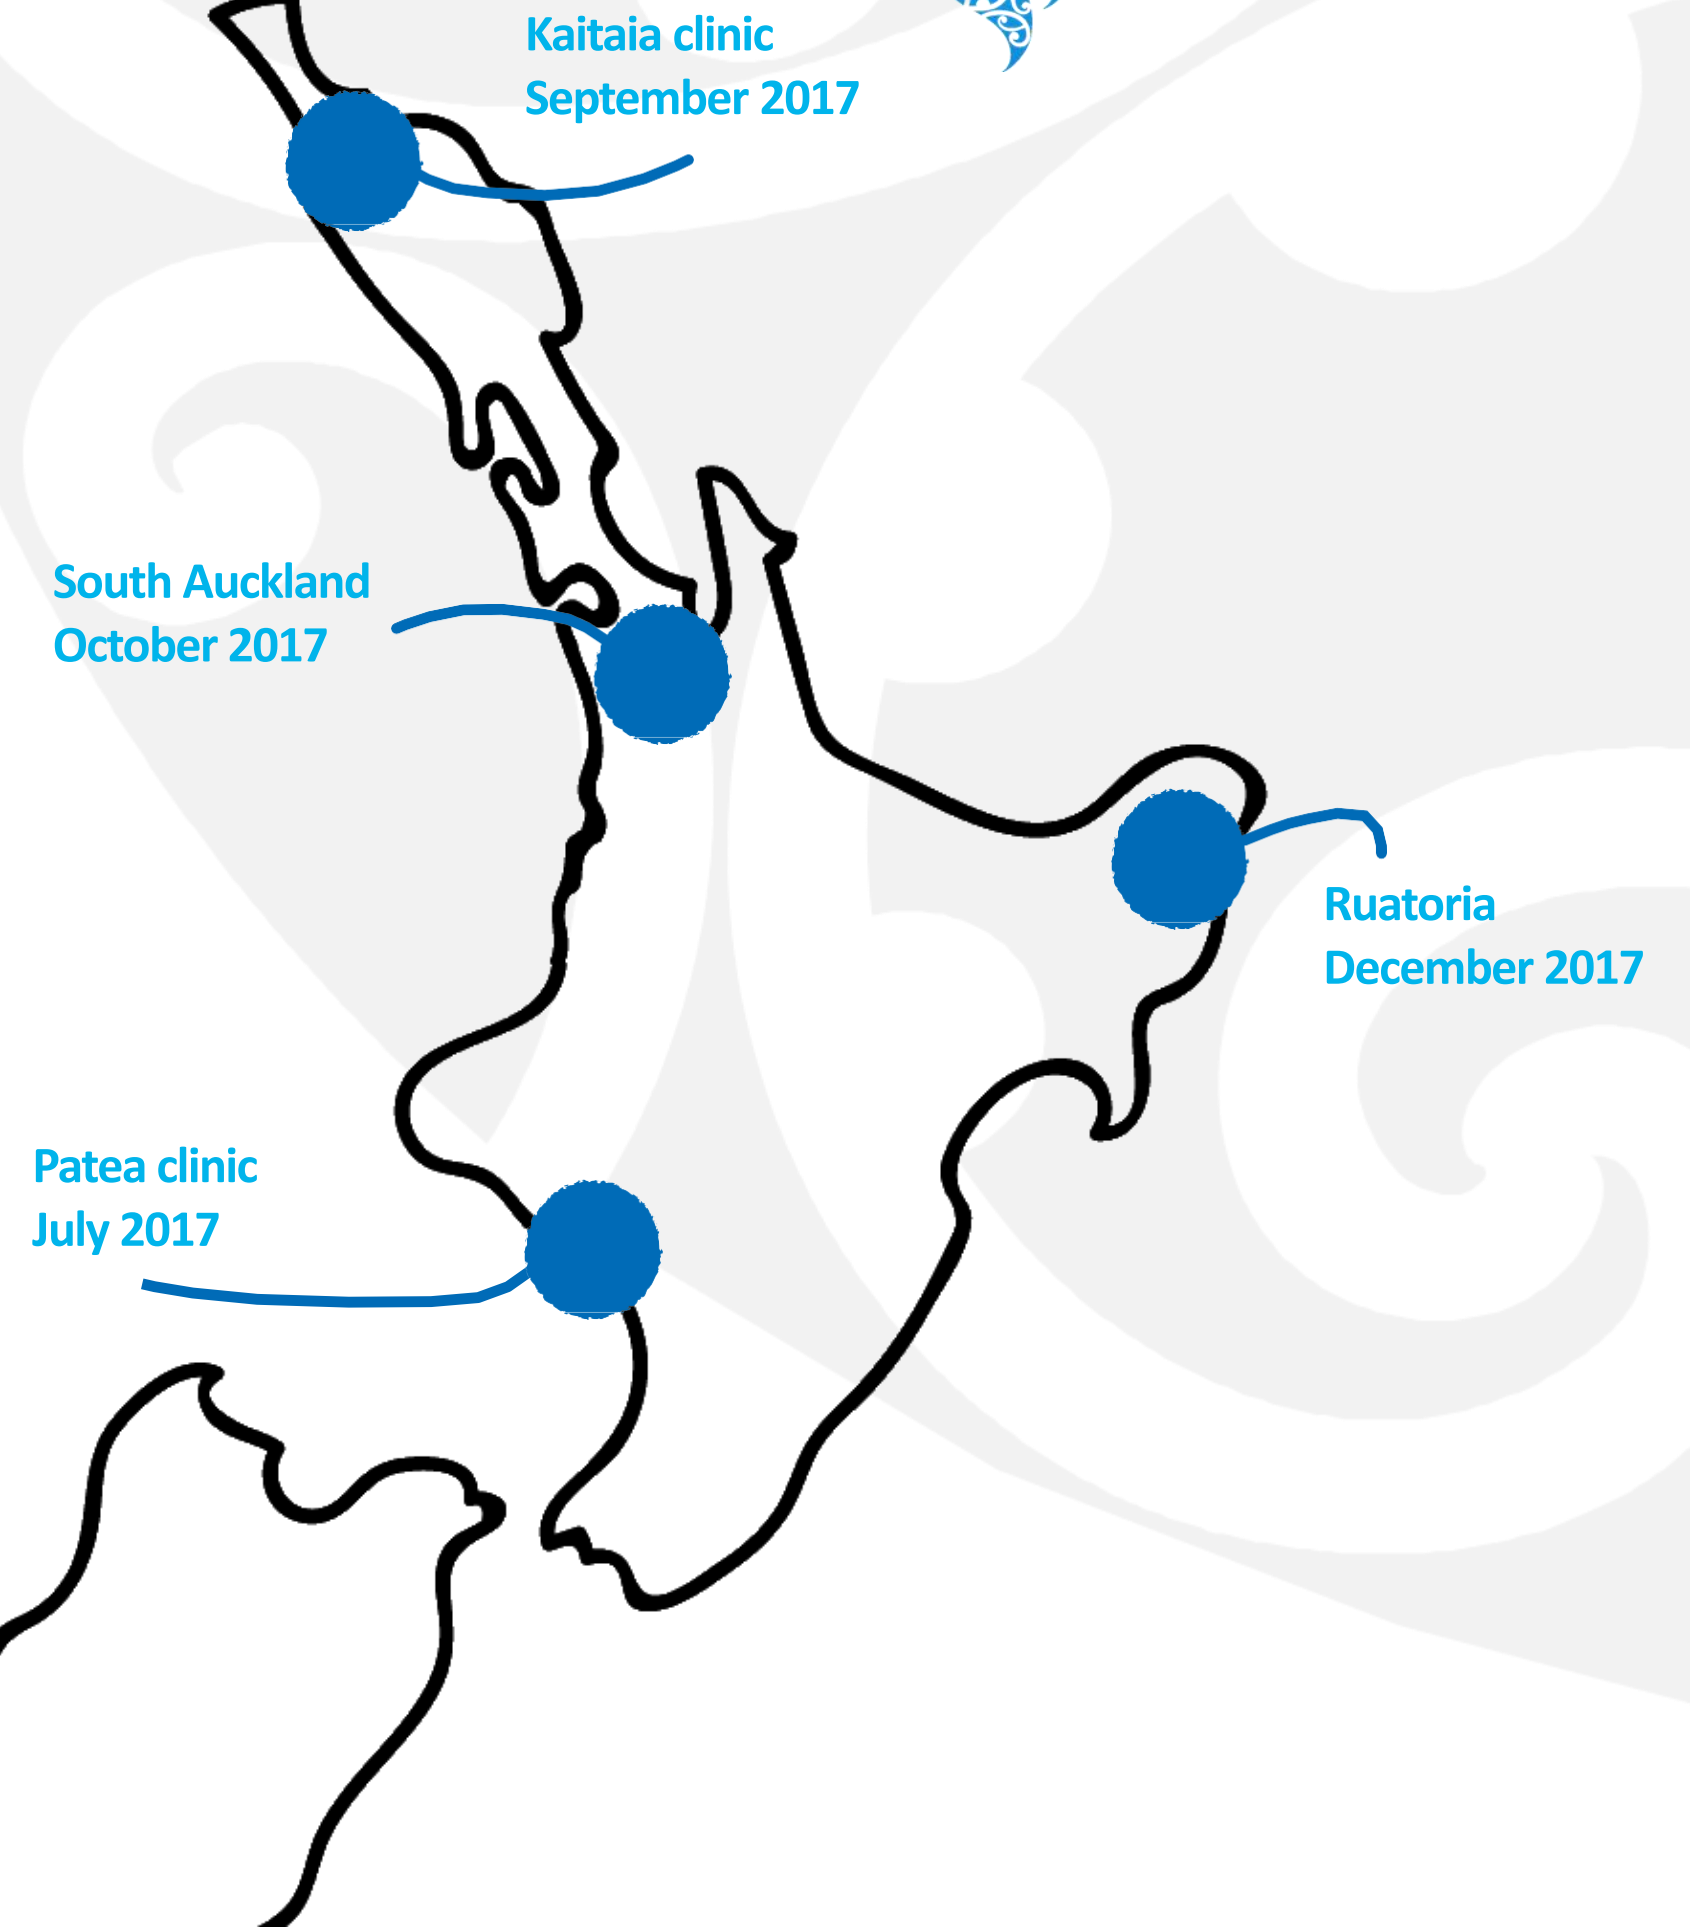 Kaitaia clinic
September 2017
South Auckland
October 2017
Ruatoria
December 2017
Patea clinic
July 2017